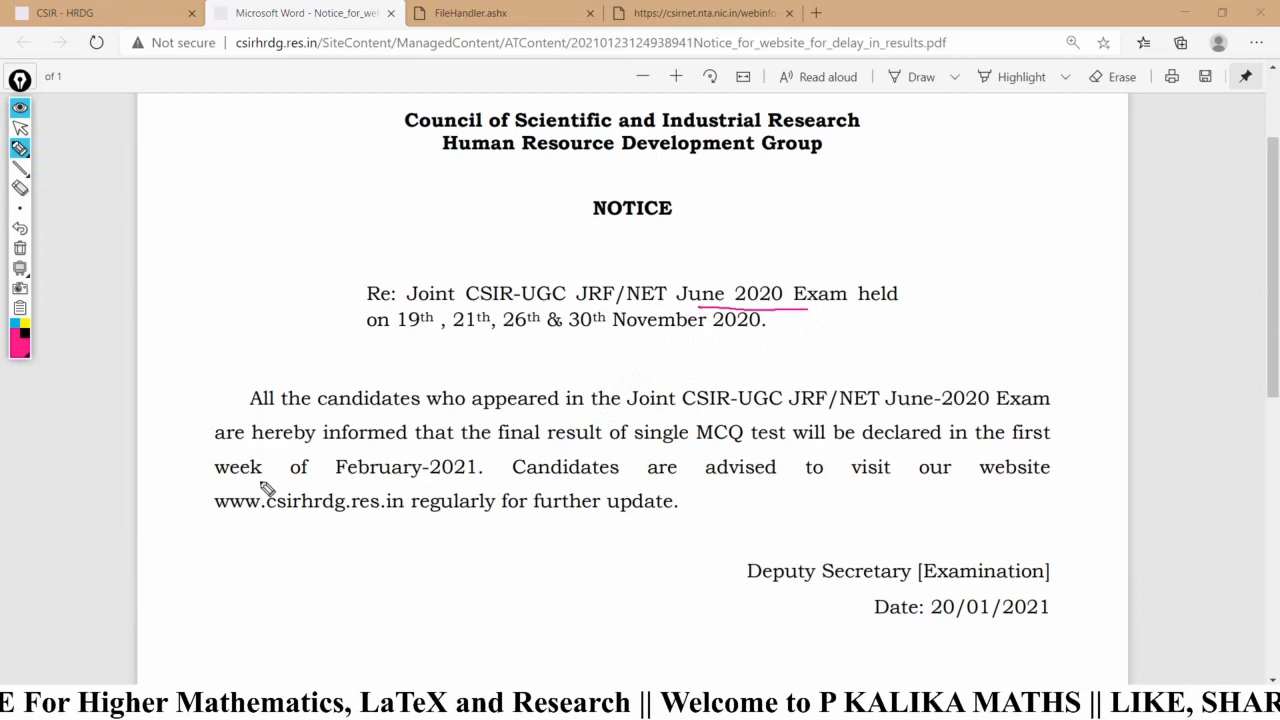 CSIR - HRDG
Microsoft Word - Notice_for_we
FileHandler.ashx
https://csirnet.nta.nic.in/webinfo
Not secure
csirhrdg.res.in/SiteContent/ManagedContent/ATContent/20210123124938941Notice_for_website_for_delay_in_results.pdf
of 1
Read aloud
Draw
Highlight
Erase
Council of Scientific and Industrial Research
Human Resource Development Group
NOTICE
Re: Joint CSIR-UGC JRF/NET June 2020 Exam held
on 19th , 21th, 26th & 30th November 2020.
All the candidates who appeared in the Joint CSIR-UGC JRF/NET June-2020 Exam
are hereby informed that the final result of single MCQ test will be declared in the first
week of February-2021. Candidates are advised to visit our website
www.csirhrdg.res.in regularly for further update.
Deputy Secretary [Examination]
Date: 20/01/2021
E For Higher Mathematics, LaTeX and Research || Welcome to P KALIKA MATHS || LIKE, SHAR